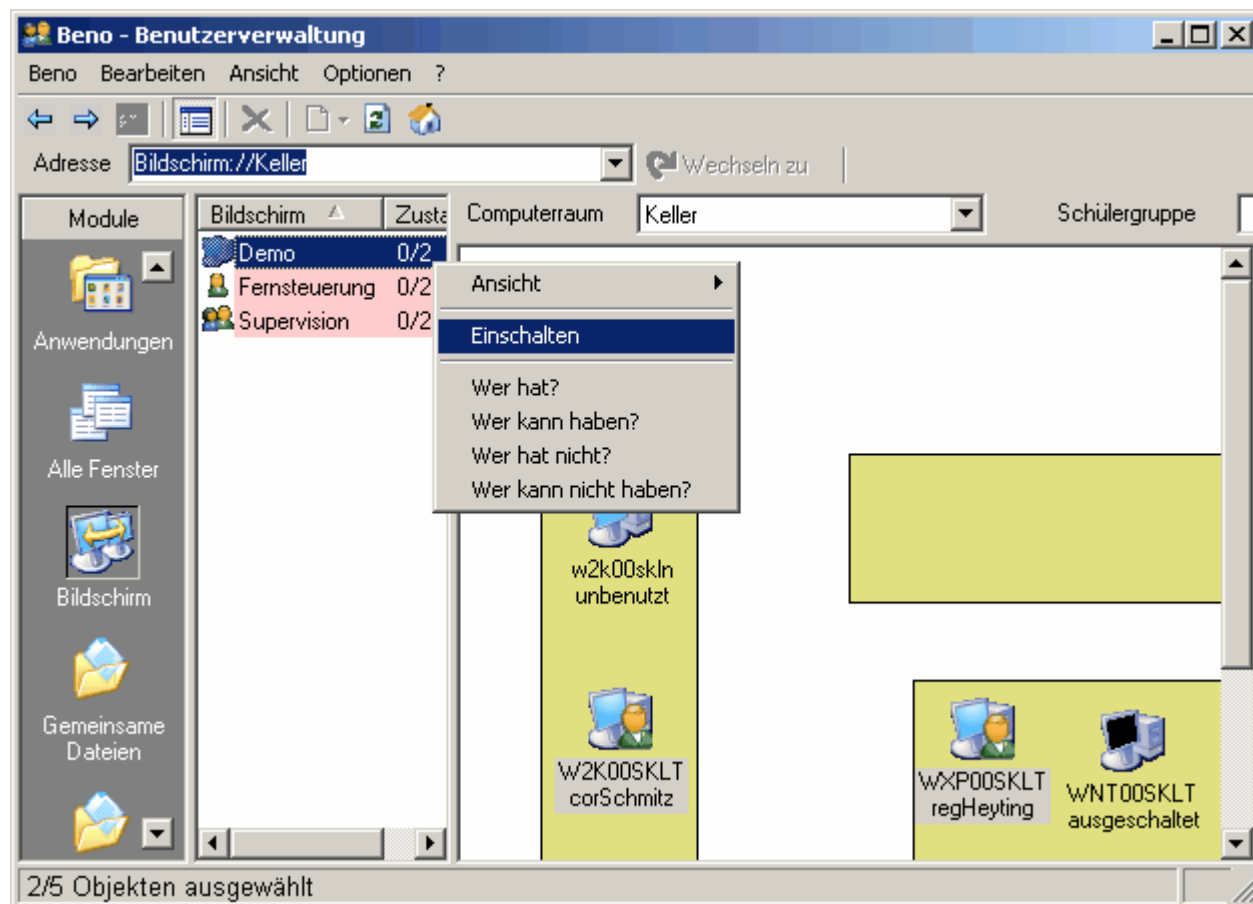 Beno - Benutzerverwaltung
Beno Bearbeiten Ansicht Optionen ?
Adresse Bildschirm://Keller Wechseln zu
Module
Anwendungen
Alle Fenster
Bildschirm
Gemeinsame
Dateien
Bildschirm Zusta
Demo 0/2
Fernsteuerung 0/2
Supervision 0/2
Computerraum Keller Schülergruppe
Ansicht
Einschalten
Wer hat?
Wer kann haben?
Wer hat nicht?
Wer kann nicht haben?
w2k00skln
unbenutzt
W2K00SKLT
corSchmitz
WXP00SKLT
regHeyting
WNT00SKLT
ausgeschaltet
2/5 Objekten ausgewählt